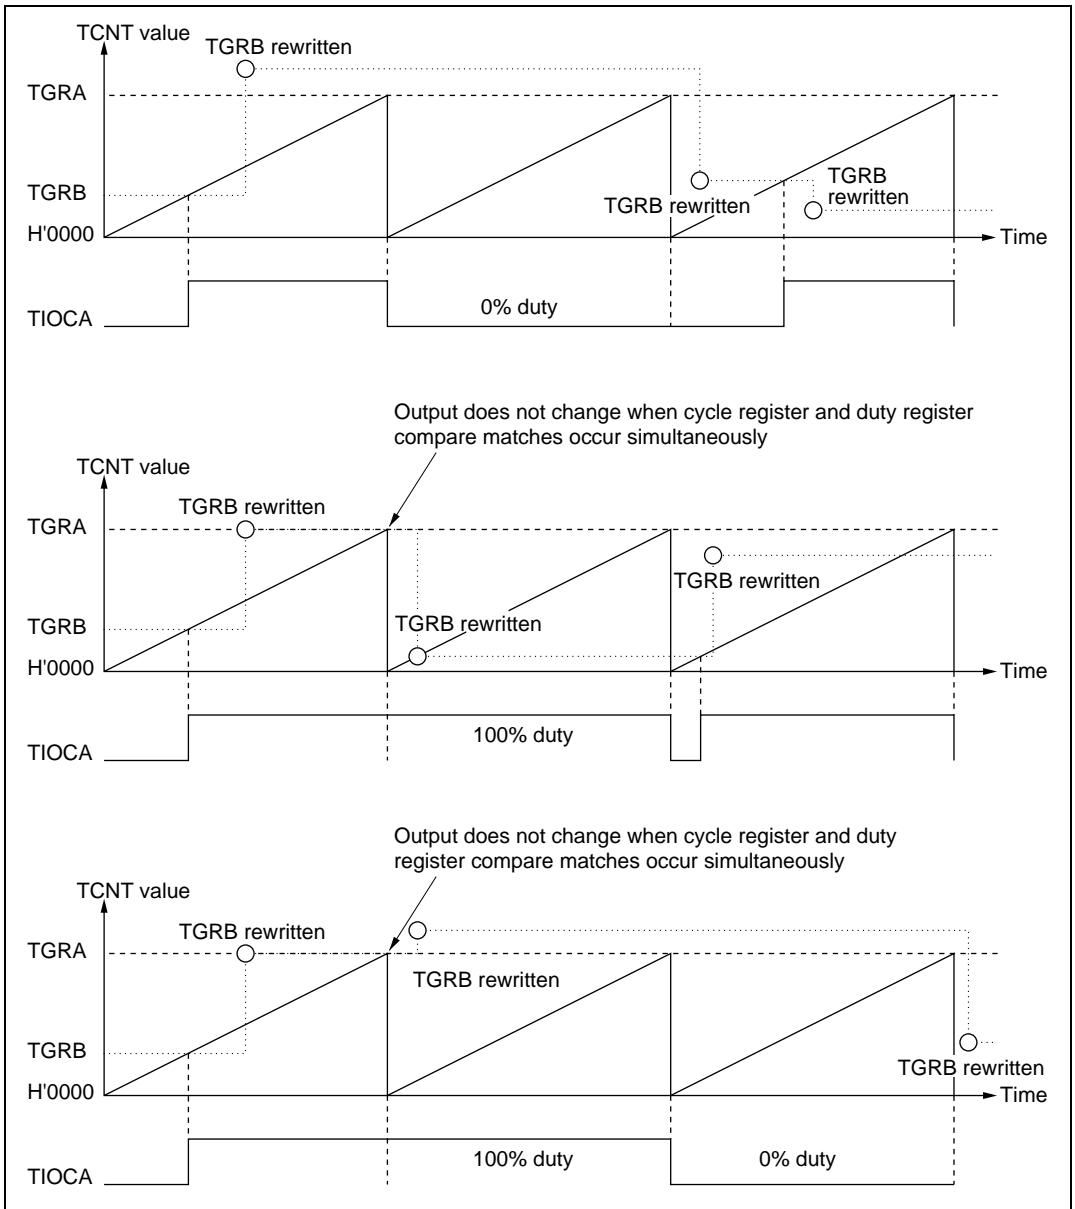 TCNT value
TGRB rewritten
TGRA
TGRB
TGRB rewritten
TGRB
rewritten
H'0000
Time
TIOCA
0% duty
Output does not change when cycle register and duty register
compare matches occur simultaneously
TCNT value
TGRB rewritten
TGRA
TGRB rewritten
TGRB
TGRB rewritten
H'0000
Time
TIOCA
100% duty
Output does not change when cycle register and duty
register compare matches occur simultaneously
TCNT value
TGRB rewritten
TGRA
TGRB rewritten
TGRB
TGRB rewritten
H'0000
Time
TIOCA
100% duty
0% duty